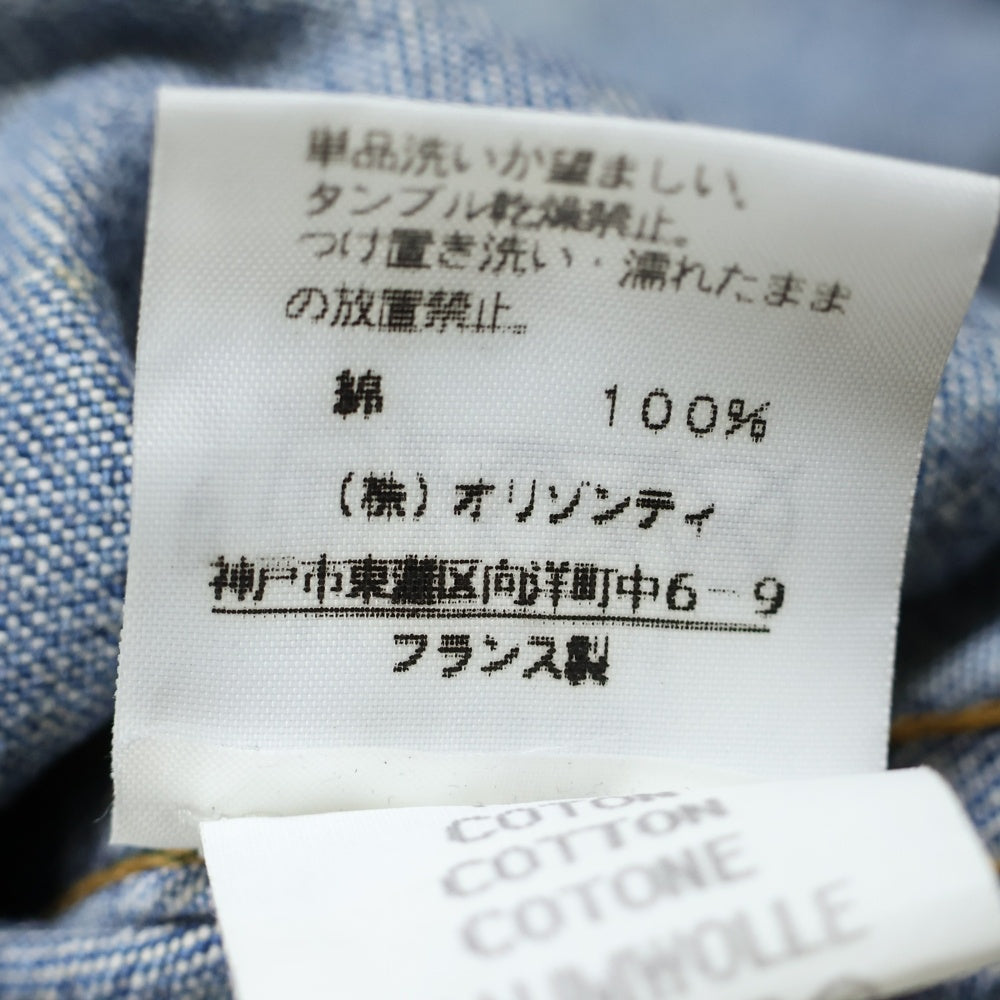 単品洗いが望ましい。
タンブル乾燥禁止。
つけ置き洗い・濡れたまま
の放置禁止。
綿 100%
(株)オリゾンティ
神戸市東灘区向洋町中6-9
フランス製
COTON
COTTON
COTONE